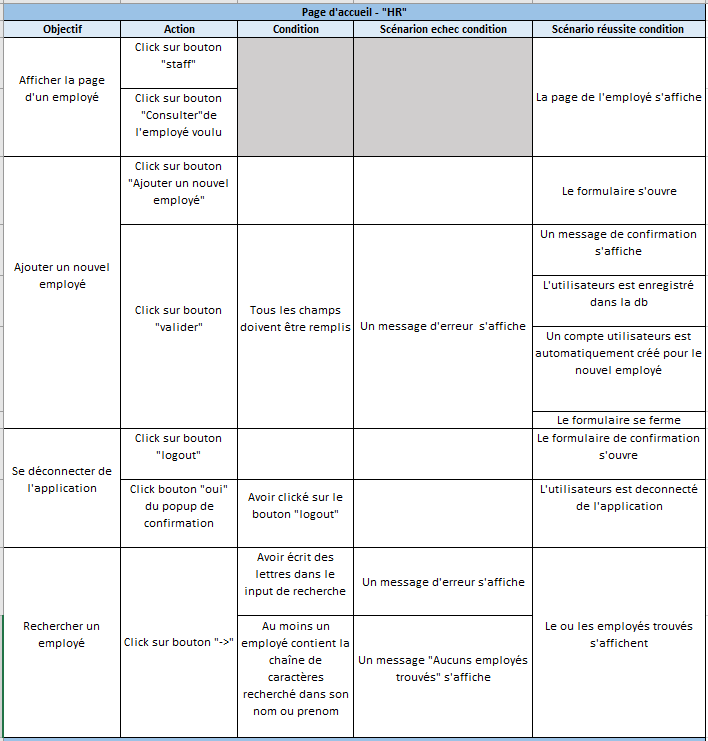 Page d'accueil - "HR"
Objectif
Action
Condition
Scénarion echec condition
Scénario réussite condition
Afficher la page
d'un employé
Click sur bouton
"staff"
Click sur bouton
"Consulter"de
l'employé voulu
La page de l'employé s'affiche
Ajouter un nouvel
employé
Click sur bouton
"Ajouter un nouvel
employé"
Le formulaire s'ouvre
Click sur bouton
"valider"
Tous les champs
doivent être remplis
Un message d'erreur  s'affiche
Un message de confirmation
s'affiche
L'utilisateurs est enregistré
dans la db
Un compte utilisateurs est
automatiquement créé pour le
nouvel employé
Le formulaire se ferme
Se déconnecter de
l'application
Click sur bouton
"logout"
Le formulaire de confirmation
s'ouvre
Click bouton "oui"
du popup de
confirmation
Avoir clické sur le
bouton "logout"
L'utilisateurs est deconnecté
de l'application
Rechercher un
employé
Click sur bouton "->"
Avoir écrit des
lettres dans le
input de recherche
Un message d'erreur s'affiche
Le ou les employés trouvés
s'affichent
Au moins un
employé contient la
chaîne de
caractères
recherché dans son
nom ou prenom
Un message "Aucuns employés
trouvés" s'affiche